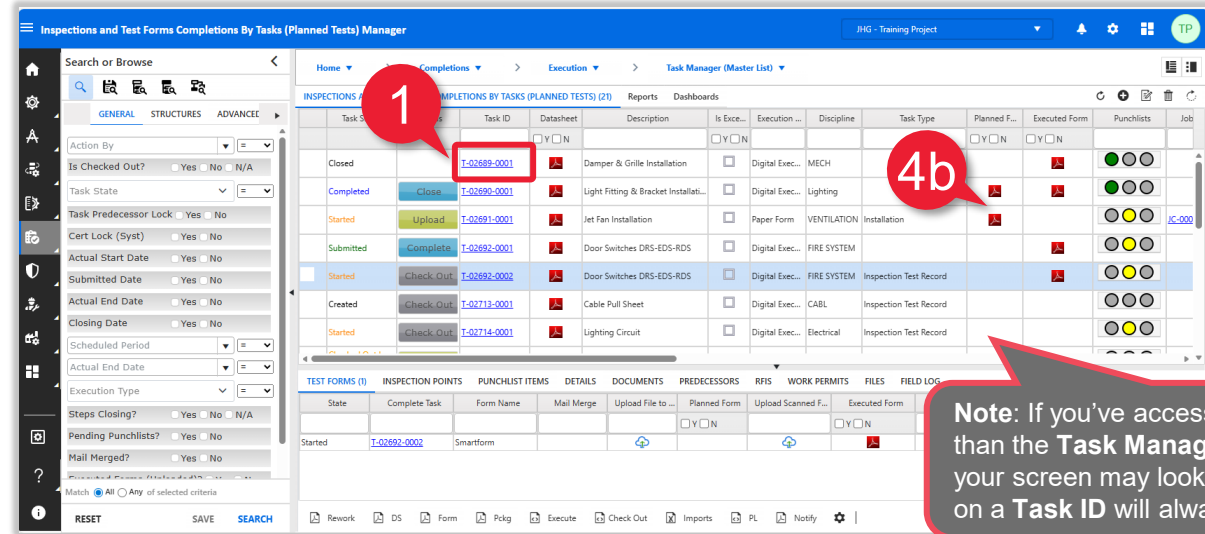 Inspections and Test Forms Completions By Tasks (Planned Tests) Manager
JHG - Training Project
TP
Search or Browse
Home > Completions > Execution > Task Manager (Master List)
GENERAL STRUCTURES ADVANCED
INSPECTIONS A MPLETIONS BY TASKS (PLANNED TESTS) (21) Reports Dashboards
1
Task S s Task ID Datasheet Description Is Exce... Execution ... Discipline Task Type Planned F... Executed Form Punchlists Job
Y N Y N Y N Y N
Closed T-02689-0001 Damper & Grille Installation Digital Exec... MECH
4b
Completed Close T-02690-0001 Light Fitting & Bracket Installati... Digital Exec... Lighting
Started Upload T-02691-0001 Jet Fan Installation Paper Form VENTILATION Installation JC-000
Submitted Complete T-02692-0001 Door Switches DRS-EDS-RDS Digital Exec... FIRE SYSTEM
Started Check Out T-02692-0002 Door Switches DRS-EDS-RDS Digital Exec... FIRE SYSTEM Inspection Test Record
Created Check Out T-02713-0001 Cable Pull Sheet Digital Exec... CABL Inspection Test Record
Started Check Out T-02714-0001 Lighting Circuit Digital Exec... Electrical Inspection Test Record
Action By =
Is Checked Out? Yes No N/A
Task State =
Task Predecessor Lock Yes No
Cert Lock (Syst) Yes No
Actual Start Date Yes No
Submitted Date Yes No
Actual End Date Yes No
Closing Date Yes No
Scheduled Period =
Actual End Date =
Execution Type =
Steps Closing? Yes No N/A
Pending Punchlists? Yes No
Mail Merged? Yes No
Match All Any of selected criteria
RESET SAVE SEARCH
TEST FORMS (1) INSPECTION POINTS PUNCHLIST ITEMS DETAILS DOCUMENTS PREDECESSORS RFIS WORK PERMITS FILES FIELD LOG
State Complete Task Form Name Mail Merge Upload File to ... Planned Form Upload Scanned F... Executed Form
Y N Y N
Started T-02692-0002 Smartform
Rework DS Form Pckg Execute Check Out Imports PL Notify
Note: If you've access
than the Task Manag
your screen may look
on a Task ID will alwa